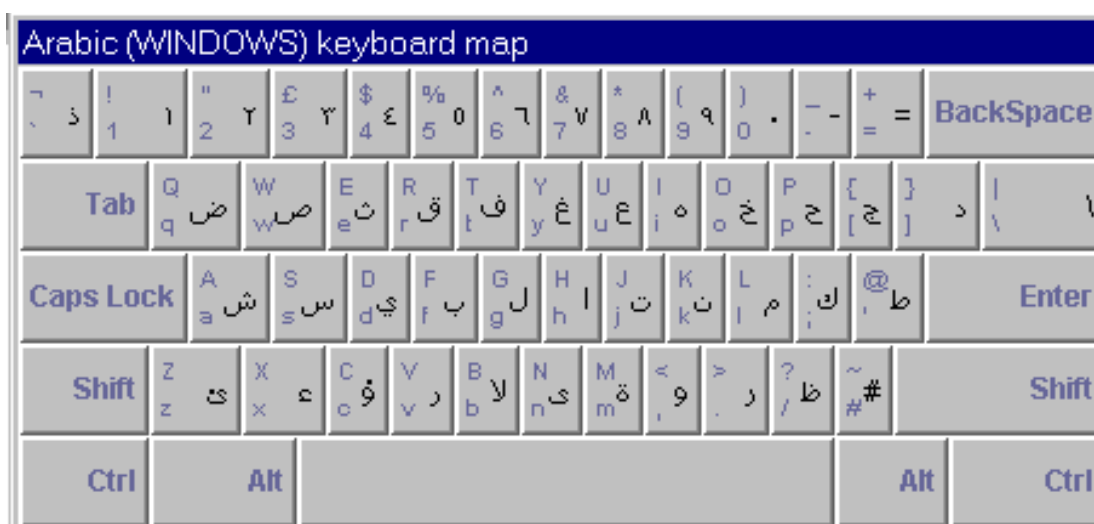 Arabic (WINDOWS) keyboard map
¬ ` ذ ! 1 ١ " 2 ٢ £ 3 ٣ $ 4 ٤ % 5 ٥ ^ 6 ٦ & 7 ٧ * 8 ٨ ( 9 ٩ ) 0 ٠ _ - - + = = BackSpace
Tab Q q ض W w ص E e ث R r ق T t ف Y y غ U u ع I i ه O o خ P p ح { [ ج } ] د | \ \
Caps Lock A a ش S s س D d ي F f ب G g ل H h ا J j ت K k ن L l م : ; ك @ ' ط Enter
Shift Z z ئ X x ء C c ؤ V v ر B b لا N n ى M m ة < , و > . ز ? / ظ ~ # # Shift
Ctrl Alt Alt Ctrl